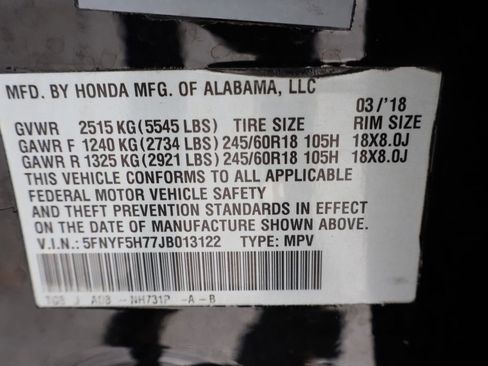 MFD. BY HONDA MFG. OF ALABAMA, LLC
03/'18
GVWR 2515 KG (5545 LBS) TIRE SIZE RIM SIZE
GAWR F 1240 KG (2734 LBS) 245/60R18 105H 18X8.0J
GAWR R 1325 KG (2921 LBS) 245/60R18 105H 18X8.0J
THIS VEHICLE CONFORMS TO ALL APPLICABLE
FEDERAL MOTOR VEHICLE SAFETY
AND THEFT PREVENTION STANDARDS IN EFFECT
ON THE DATE OF MANUFACTURE SHOWN ABOVE.
V.I.N.: 5FNYF5H77JB013122 TYPE: MPV
NH731P -A-B